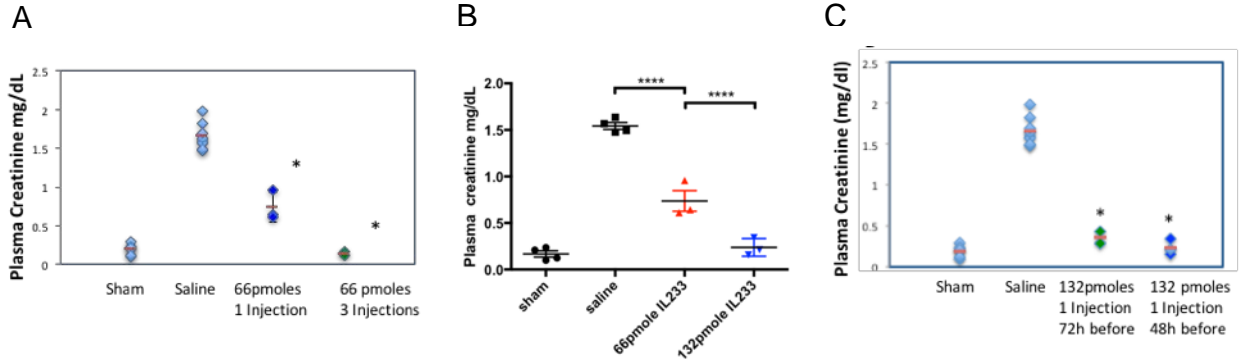 A
Plasma Creatinine mg/dL
2.5
2
1.5
1
0.5
0
*
*
Sham
Saline
66pmoles
1 Injection
66 pmoles
3 Injections
B
Plasma creatinine mg/dL
2.0
1.5
1.0
0.5
0.0
****
****
sham
saline
66pmole IL233
132pmole IL233
C
Plasma Creatinine (mg/dl)
2.5
2
1.5
1
0.5
0
*
*
Sham
Saline
132pmoles
1 Injection
72h before
132 pmoles
1 Injection
48h before